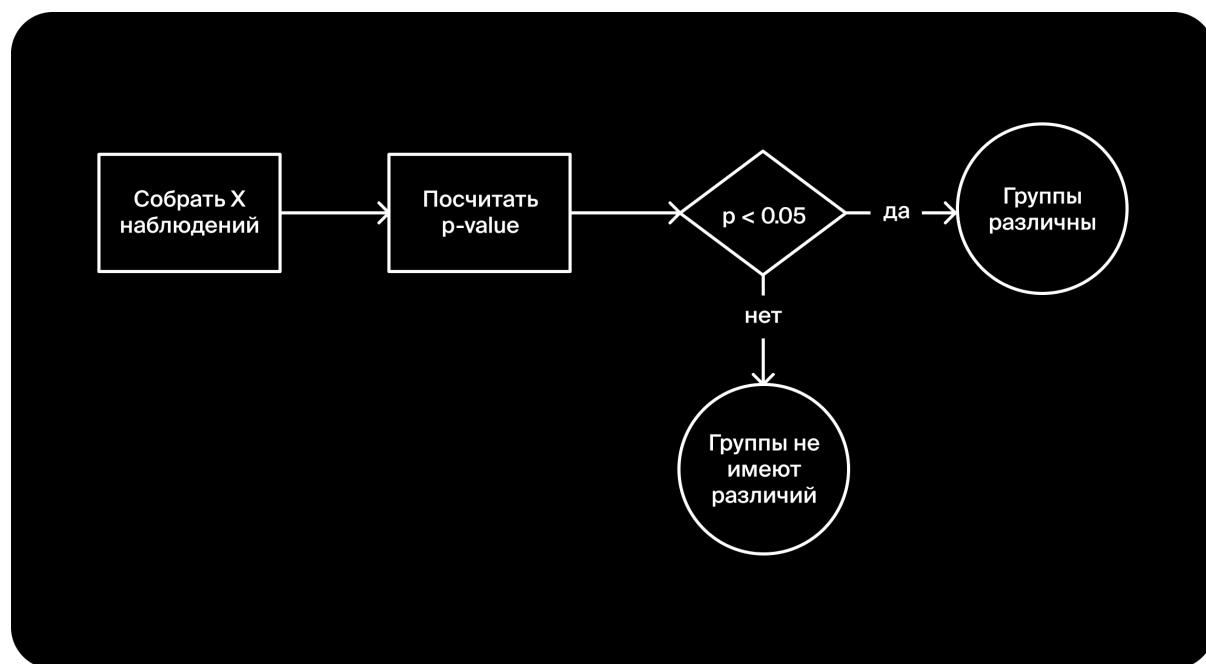 Собрать X
наблюдений
Посчитать
p-value
p < 0.05
да
Группы
различны
нет
Группы не
имеют
различий